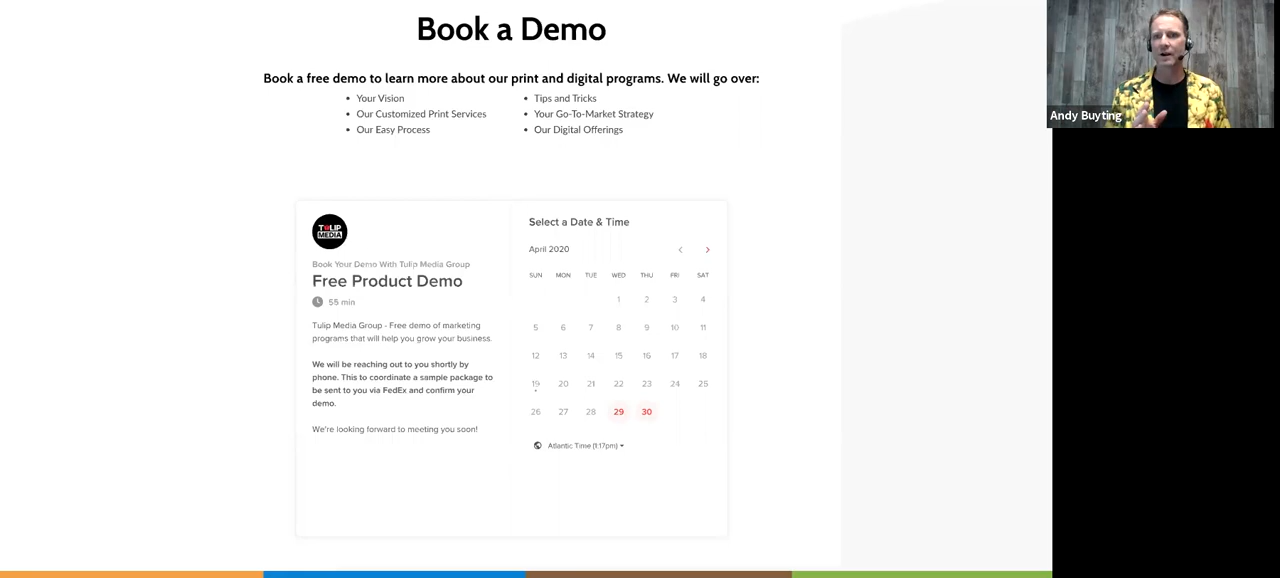 Book a Demo
Andy Buyting
Book a free demo to learn more about our print and digital programs. We will go over:
• Your Vision
• Our Customized Print Services
• Our Easy Process
• Tips and Tricks
• Your Go-To-Market Strategy
• Our Digital Offerings
TULIP
MEDIA
Book Your Demo With Tulip Media Group
Free Product Demo
55 min
Tulip Media Group - Free demo of marketing
programs that will help you grow your business.
We will be reaching out to you shortly by
phone. This to coordinate a sample package to
be sent to you via FedEx and confirm your
demo.
We're looking forward to meeting you soon!
Select a Date & Time
April 2020
SUN MON TUE WED THU FRI SAT
1 2 3 4
5 6 7 8 9 10 11
12 13 14 15 16 17 18
19 20 21 22 23 24 25
26 27 28 29 30
Atlantic Time (1:17pm)